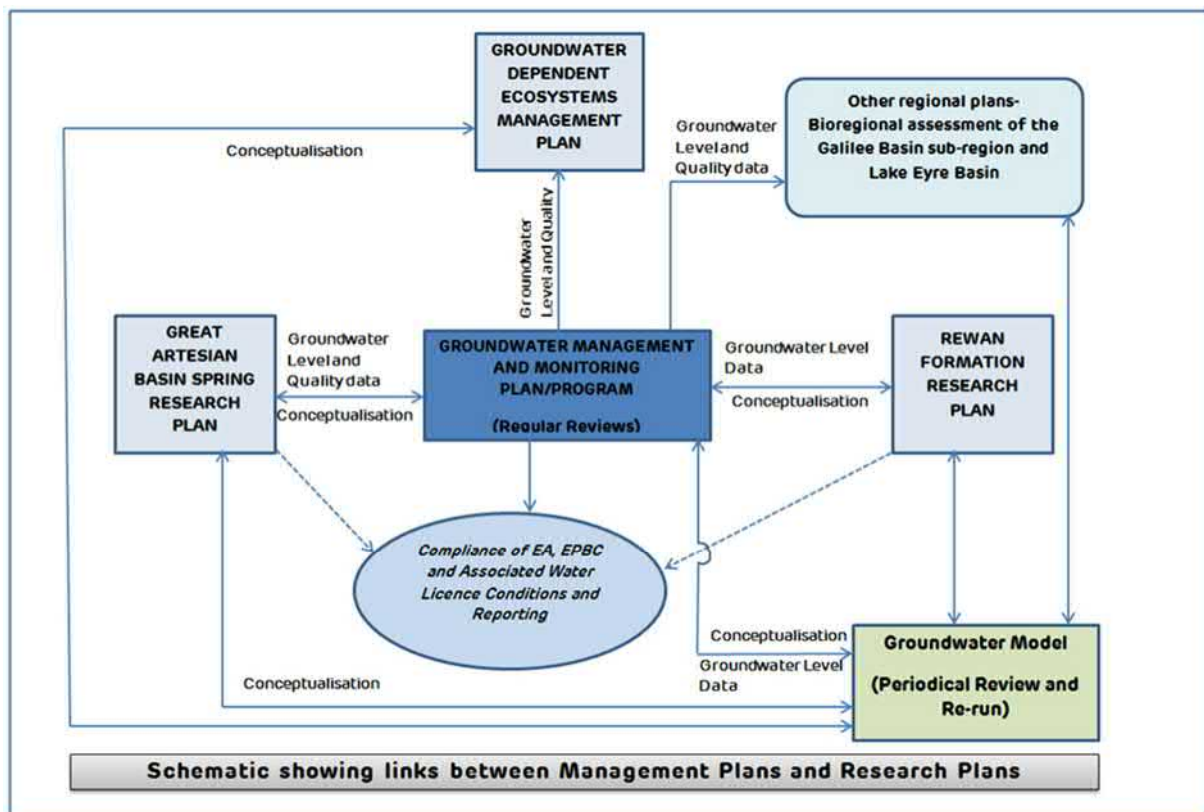 GROUNDWATER
DEPENDENT
ECOSYSTEMS
MANAGEMENT
PLAN
Other regional plans-
Bioregional assessment of the
Galilee Basin sub-region and
Lake Eyre Basin
Groundwater
Level and
Quality data
Conceptualisation
Groundwater
Level and Quality
GREAT
ARTESIAN
BASIN SPRING
RESEARCH
PLAN
Groundwater
Level and
Quality data
Conceptualisation
GROUNDWATER MANAGEMENT
AND MONITORING
PLAN/PROGRAM
(Regular Reviews)
Groundwater Level
Data
Conceptualisation
REWAN
FORMATION
RESEARCH
PLAN
Compliance of EA, EPBC
and Associated Water
Licence Conditions and
Reporting
Conceptualisation
Groundwater Level
Data
Groundwater Model
(Periodical Review and
Re-run)
Conceptualisation
Schematic showing links between Management Plans and Research Plans